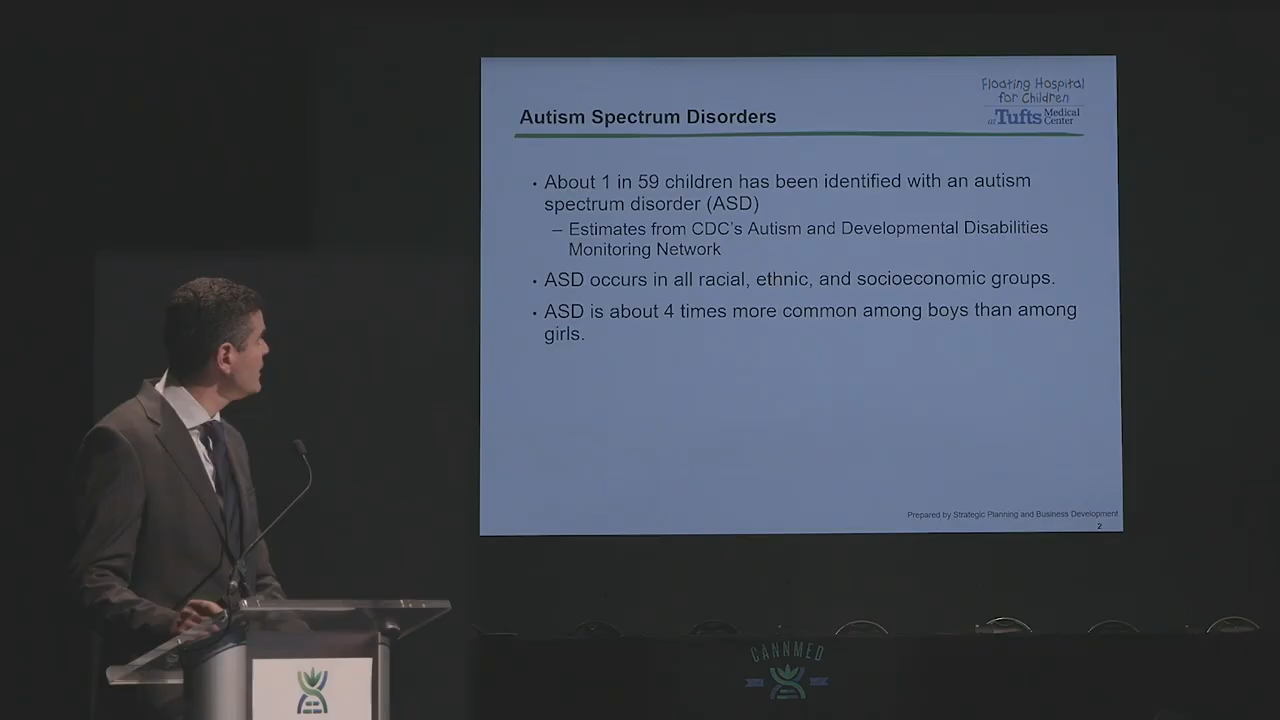 Floating Hospital
for Children
at Tufts Medical
Center
Autism Spectrum Disorders
· About 1 in 59 children has been identified with an autism
spectrum disorder (ASD)
– Estimates from CDC's Autism and Developmental Disabilities
Monitoring Network
· ASD occurs in all racial, ethnic, and socioeconomic groups.
· ASD is about 4 times more common among boys than among
girls.
Prepared by Strategic Planning and Business Development
2
CANNMED